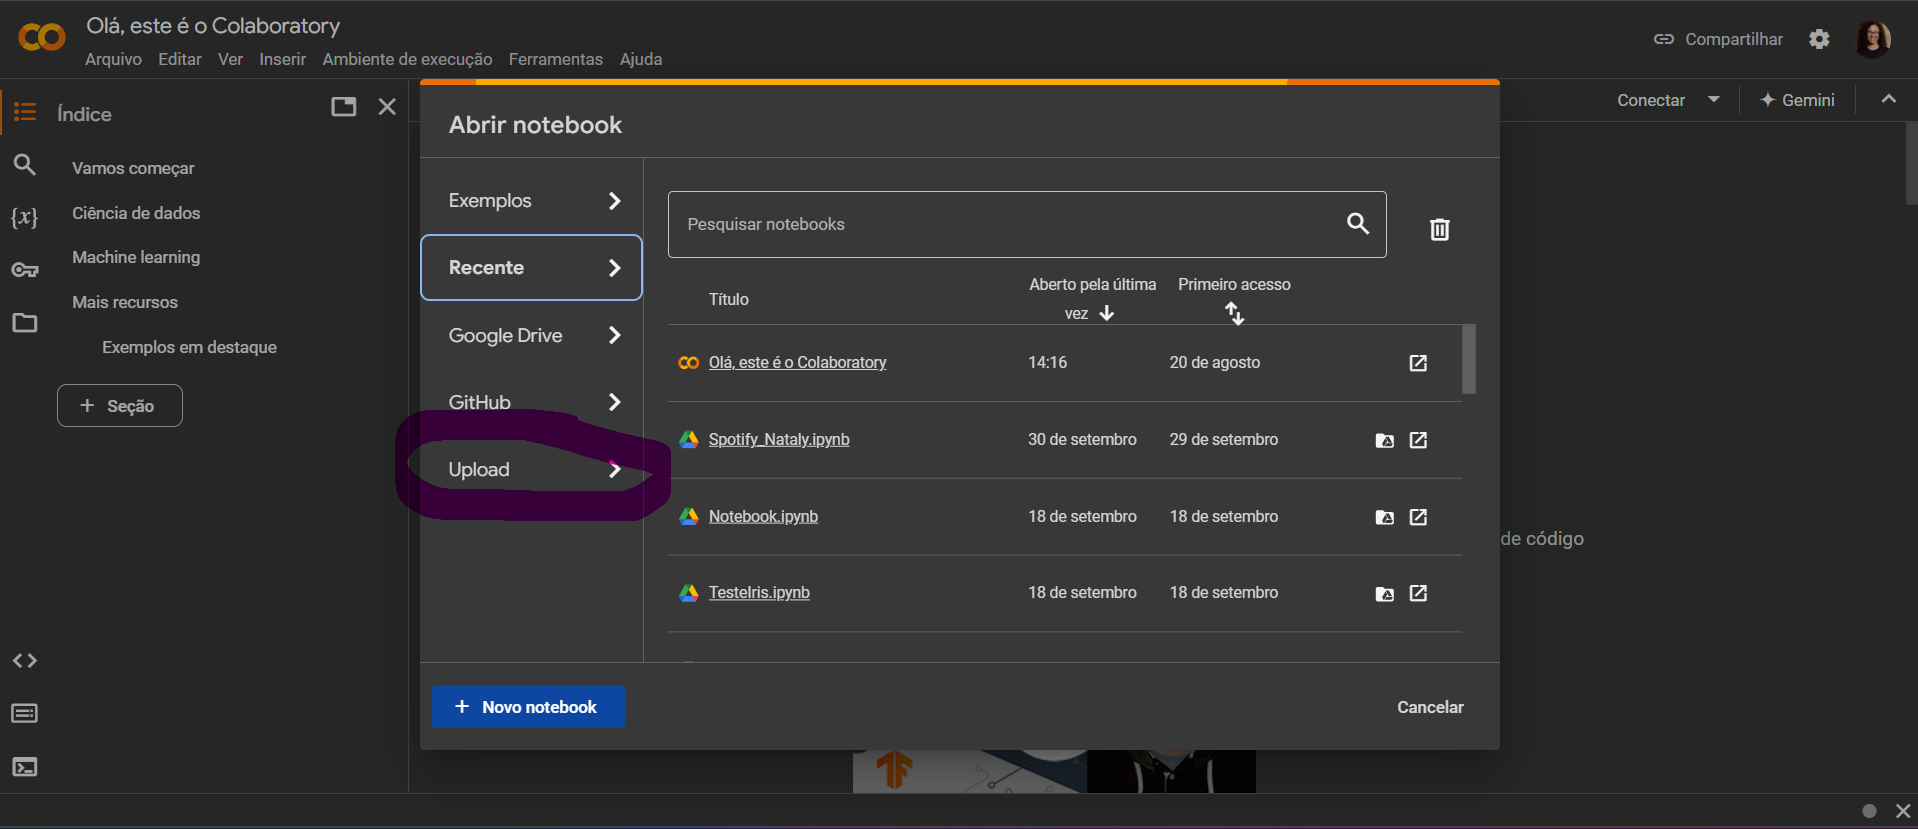 Olá, este é o Colaboratory
Arquivo Editar Ver Inserir Ambiente de execução Ferramentas Ajuda
Compartilhar
Índice
Vamos começar
Ciência de dados
Machine learning
Mais recursos
Exemplos em destaque
+ Seção
Conectar
Gemini
Abrir notebook
Exemplos
Recente
Google Drive
GitHub
Upload
Pesquisar notebooks
Título
Aberto pela última
vez
Primeiro acesso
Olá, este é o Colaboratory 14:16 20 de agosto
Spotify_Nataly.ipynb 30 de setembro 29 de setembro
Notebook.ipynb 18 de setembro 18 de setembro
TesteIris.ipynb 18 de setembro 18 de setembro
de código
+ Novo notebook
Cancelar